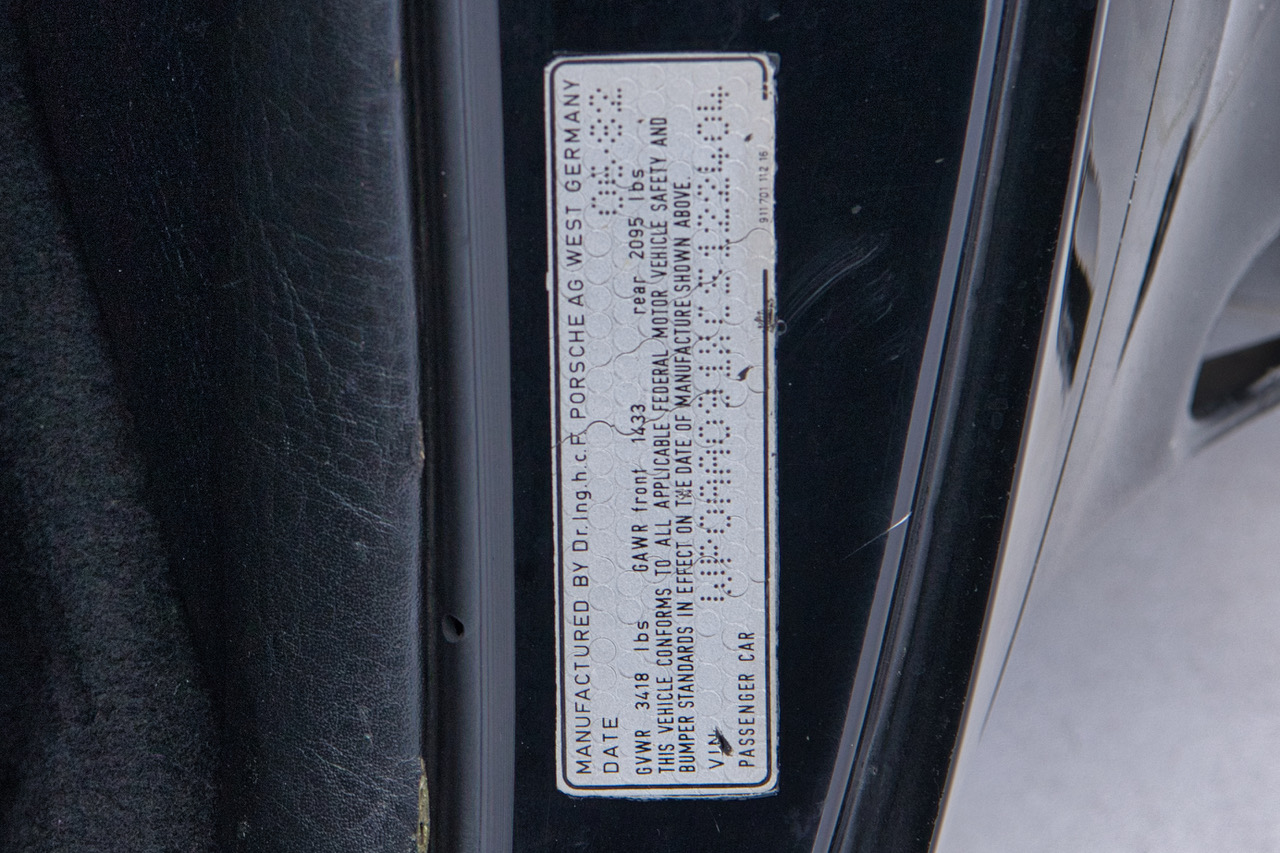 MANUFACTURED BY Dr.Ing.h.c.F. PORSCHE AG WEST GERMANY
DATE
GVWR 3418 lbs GAWR front 1433 rear 2095 lbs
THIS VEHICLE CONFORMS TO ALL APPLICABLE FEDERAL MOTOR VEHICLE SAFETY AND
BUMPER STANDARDS IN EFFECT ON THE DATE OF MANUFACTURE SHOWN ABOVE.
VIN
PASSENGER CAR
911 701 112 16